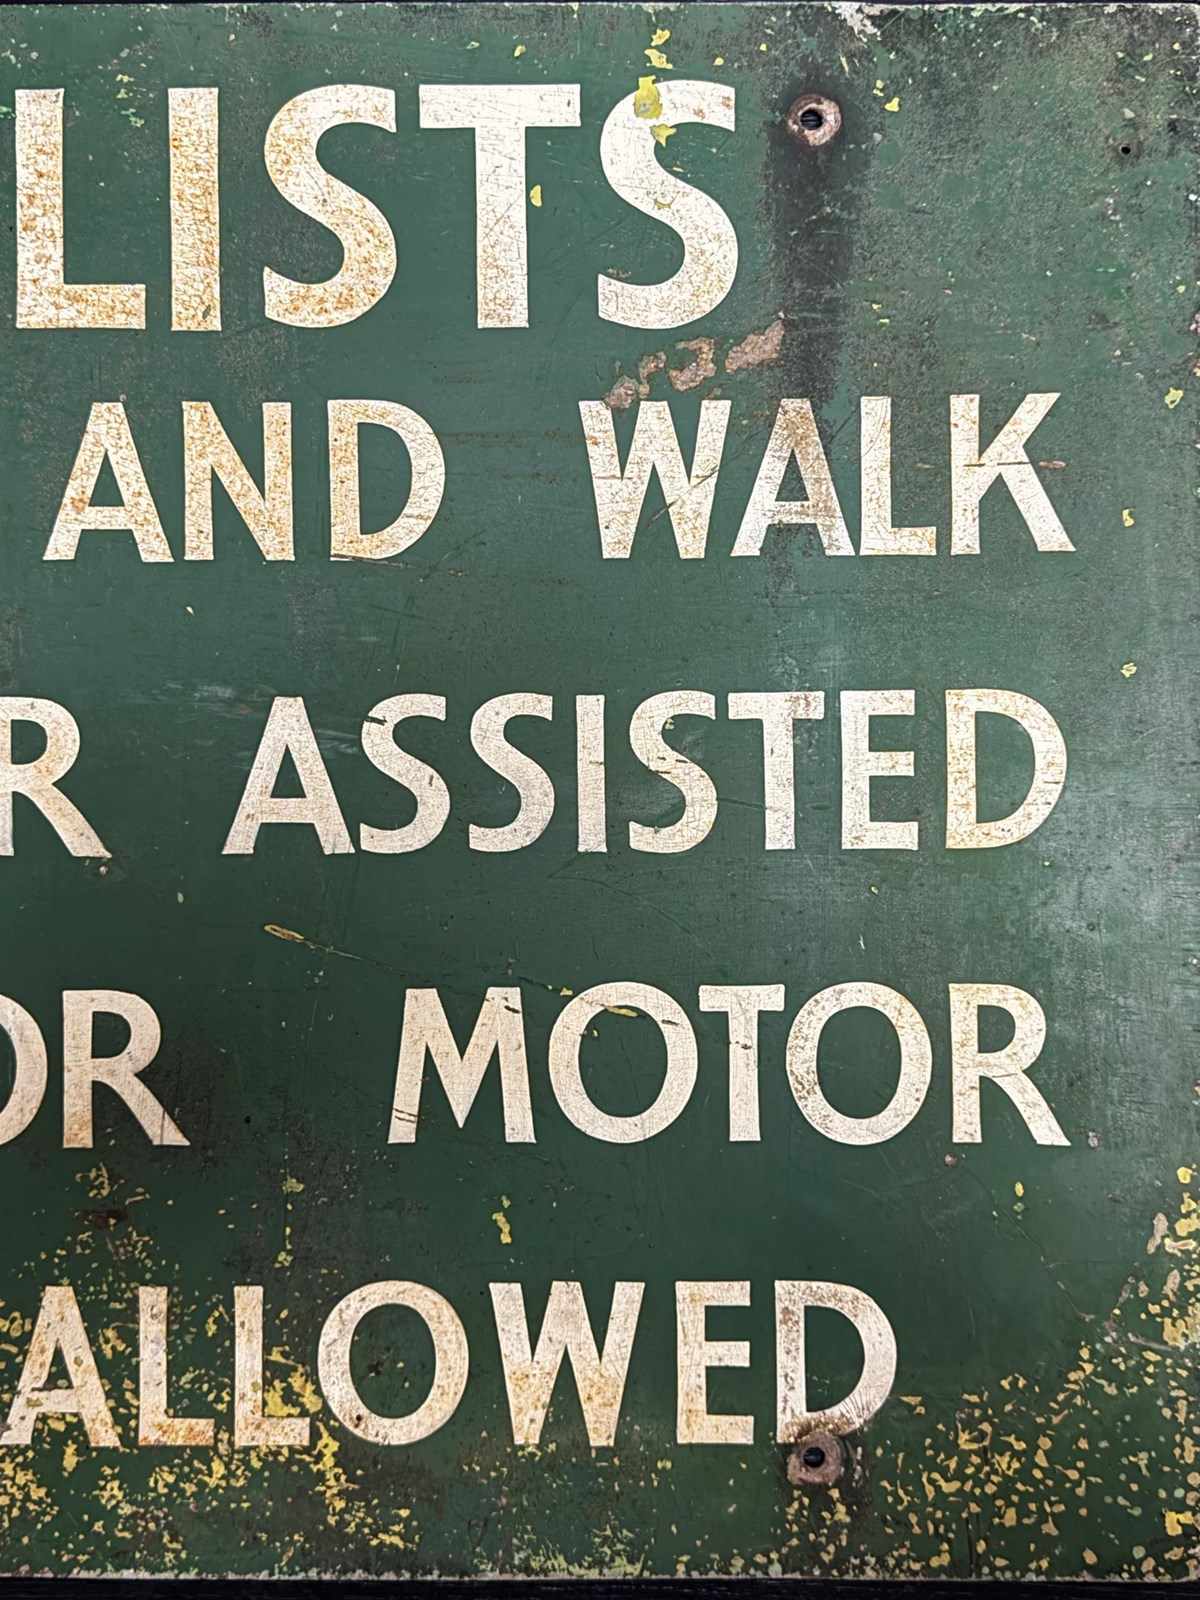 LISTS
AND WALK
R ASSISTED
OR MOTOR
ALLOWED